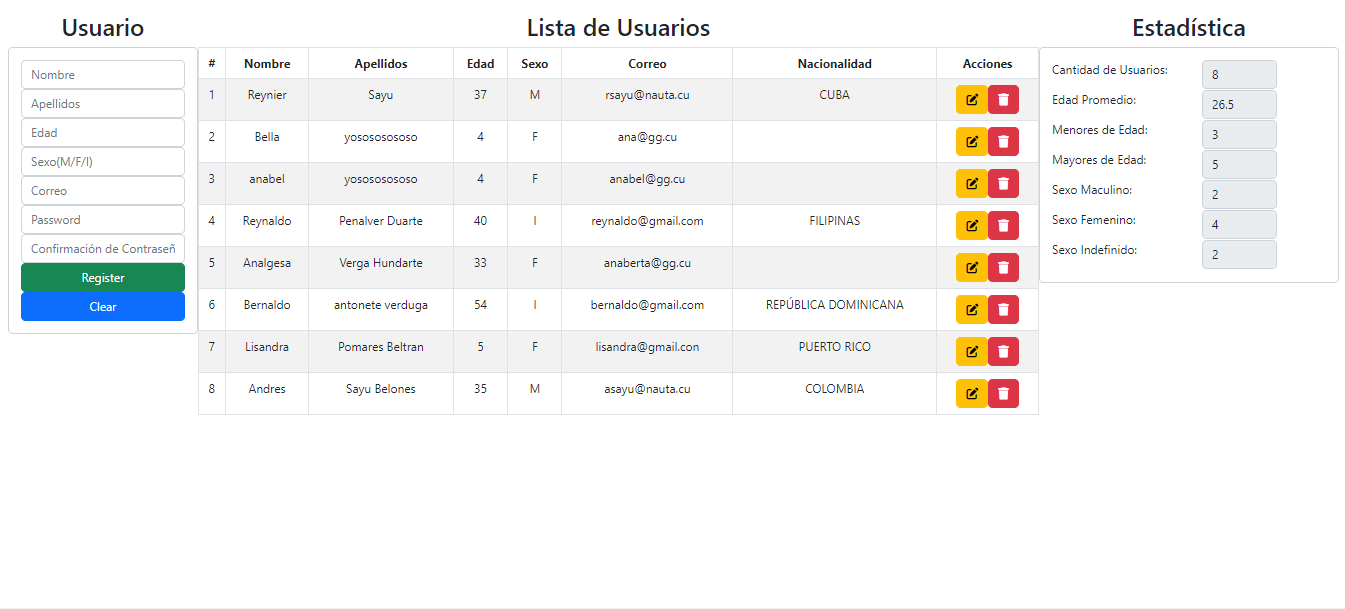 Usuario
Nombre
Apellidos
Edad
Sexo(M/F/I)
Correo
Password
Confirmación de Contraseñ
Register
Clear
Lista de Usuarios
# Nombre Apellidos Edad Sexo Correo Nacionalidad Acciones
1 Reynier Sayu 37 M rsayu@nauta.cu CUBA
2 Bella yosososososo 4 F ana@gg.cu
3 anabel yosososososo 4 F anabel@gg.cu
4 Reynaldo Penalver Duarte 40 I reynaldo@gmail.com FILIPINAS
5 Analgesa Verga Hundarte 33 F anaberta@gg.cu
6 Bernaldo antonete verduga 54 I bernaldo@gmail.com REPÚBLICA DOMINICANA
7 Lisandra Pomares Beltran 5 F lisandra@gmail.con PUERTO RICO
8 Andres Sayu Belones 35 M asayu@nauta.cu COLOMBIA
Estadística
Cantidad de Usuarios: 8
Edad Promedio: 26.5
Menores de Edad: 3
Mayores de Edad: 5
Sexo Maculino: 2
Sexo Femenino: 4
Sexo Indefinido: 2